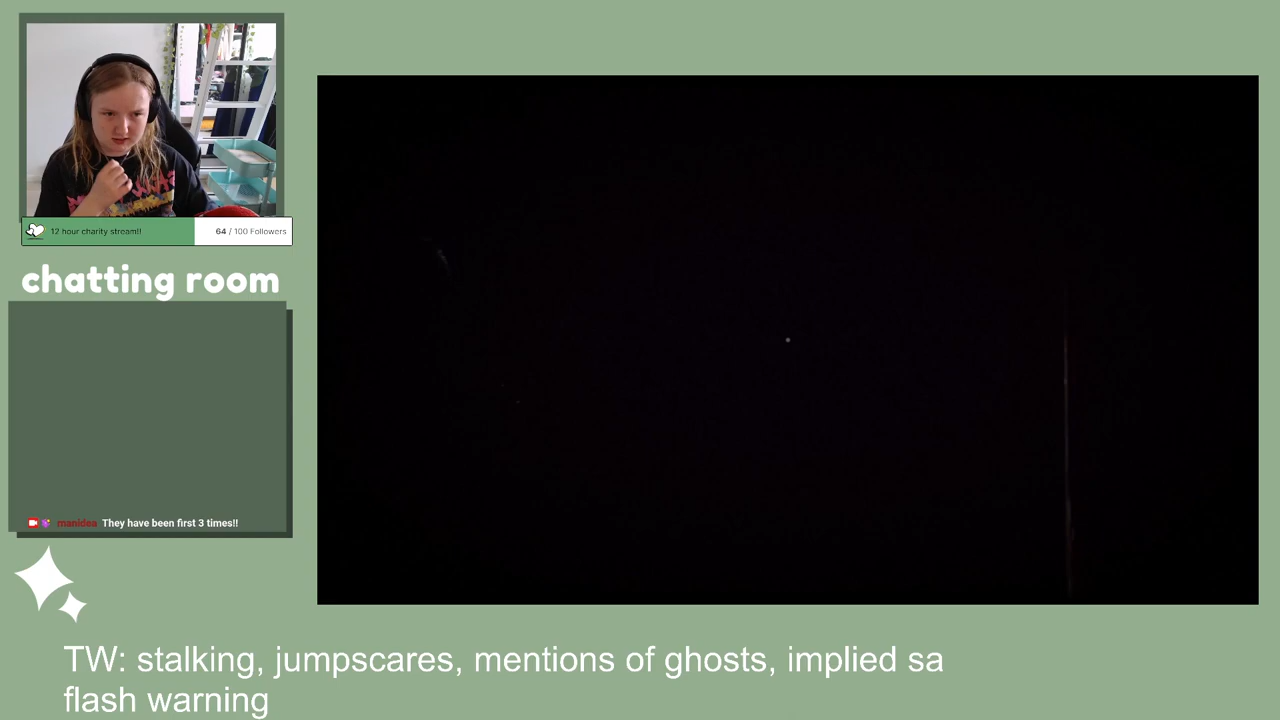 12 hour charity stream!!
64 / 100 Followers
chatting room
manidea They have been first 3 times!!
TW: stalking, jumpscares, mentions of ghosts, implied sa
flash warning